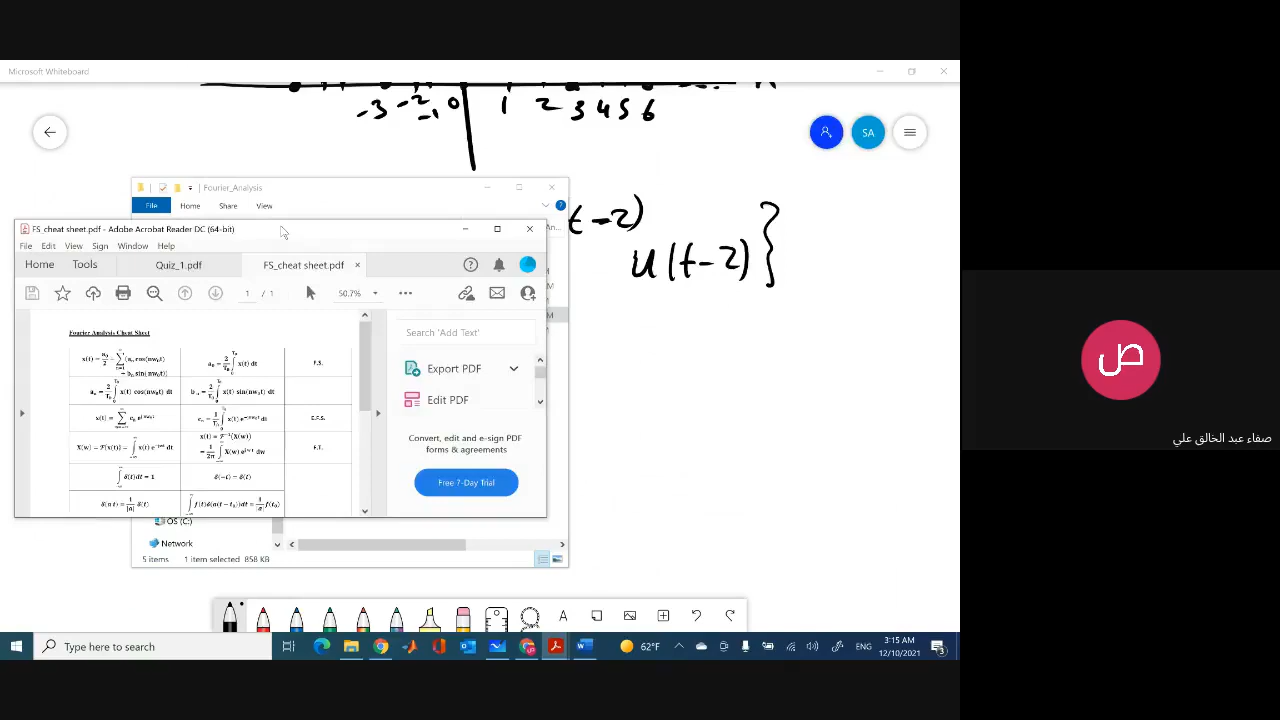 Microsoft Whiteboard
-3 -2 -1 0 1 2 3 4 5 6
SA
Fourier_Analysis
File Home Share View
t-2)
u(t-2)}
FS_cheat sheet.pdf - Adobe Acrobat Reader DC (64-bit)
File Edit View Sign Window Help
Home Tools Quiz_1.pdf FS_cheat sheet.pdf ×
1 / 1 50.7%
Fourier Analysis Cheat Sheet
F.S.
E.F.S.
F.T.
∫δ(t)dt = 1 δ(-t) = δ(t)
Search 'Add Text'
Export PDF
Edit PDF
Convert, edit and e-sign PDF
forms & agreements
Free 7-Day Trial
OS (C:)
Network
5 items 1 item selected 858 KB
صفاء عبد الخالق علي
ص
Type here to search
62°F ENG 3:15 AM
12/10/2021 3